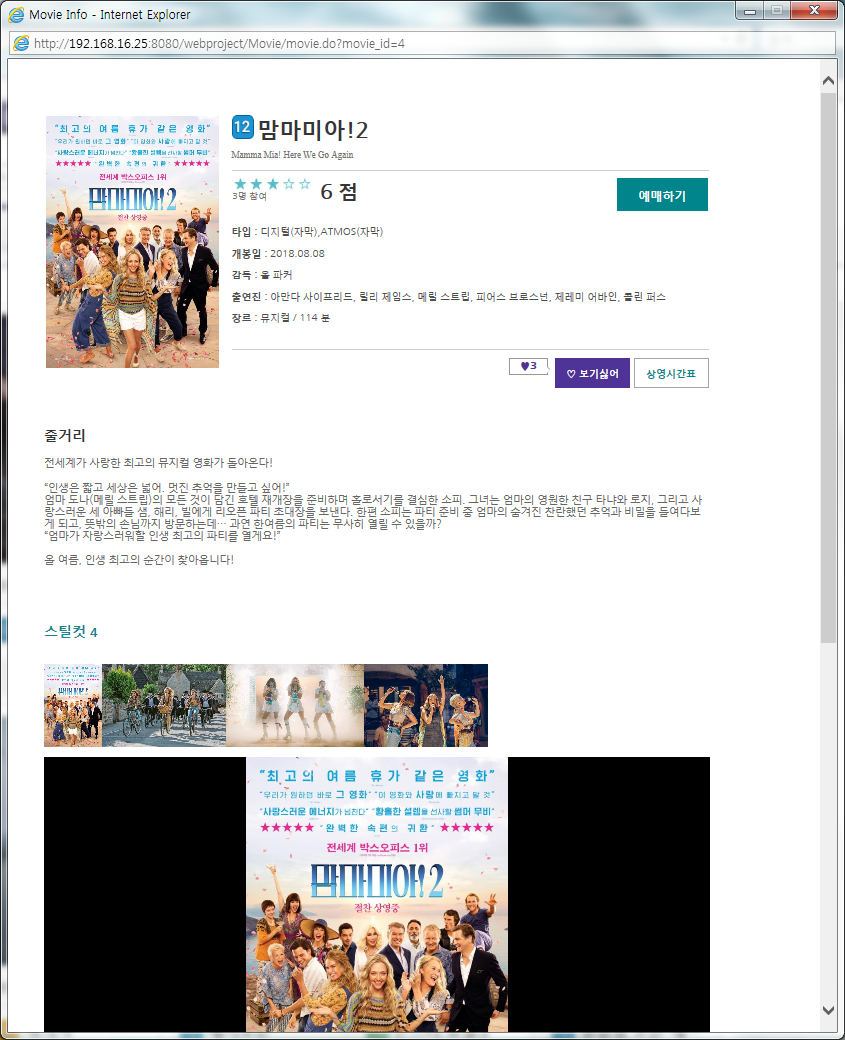 Movie Info - Internet Explorer
http://192.168.16.25:8080/webproject/Movie/movie.do?movie_id=4
“최고의 여름 휴가 같은 영화”
“우리가 원하던 바로 그 영화” “이 영화와 사랑에 빠지고 말 것”
“사랑스러운 에너지가 넘친다” “황홀한 설렘을 선사할 썸머 무비”
★★★★★ “완벽한 속편의 귀환” ★★★★★
전세계 박스오피스 1위
맘마미아! 2
절찬 상영중
12 맘마미아!2
Mamma Mia! Here We Go Again
★★★☆☆ 6 점
3명 참여
예매하기
타입 : 디지털(자막),ATMOS(자막)
개봉일 : 2018.08.08
감독 : 올 파커
출연진 : 아만다 사이프리드, 릴리 제임스, 메릴 스트립, 피어스 브로스넌, 제레미 어바인, 콜린 퍼스
장르 : 뮤지컬 / 114 분
♥3 ♡ 보기싫어 상영시간표
줄거리
전세계가 사랑한 최고의 뮤지컬 영화가 돌아온다!
“인생은 짧고 세상은 넓어. 멋진 추억을 만들고 싶어!”
엄마 도나(메릴 스트립)의 모든 것이 담긴 호텔 재개장을 준비하며 홀로서기를 결심한 소피. 그녀는 엄마의 영원한 친구 타냐와 로지, 그리고 사
랑스러운 세 아빠들 샘, 해리, 빌에게 리오픈 파티 초대장을 보낸다. 한편 소피는 파티 준비 중 엄마의 숨겨진 찬란했던 추억과 비밀을 들여다보
게 되고, 뜻밖의 손님까지 방문하는데… 과연 한여름의 파티는 무사히 열릴 수 있을까?
“엄마가 자랑스러워할 인생 최고의 파티를 열게요!”
올 여름, 인생 최고의 순간이 찾아옵니다!
스틸컷 4
“최고의 여름 휴가 같은 영화”
“우리가 원하던 바로 그 영화” “이 영화와 사랑에 빠지고 말 것”
“사랑스러운 에너지가 넘친다” “황홀한 설렘을 선사할 썸머 무비”
★★★★★ “완벽한 속편의 귀환” ★★★★★
전세계 박스오피스 1위
맘마미아! 2
절찬 상영중